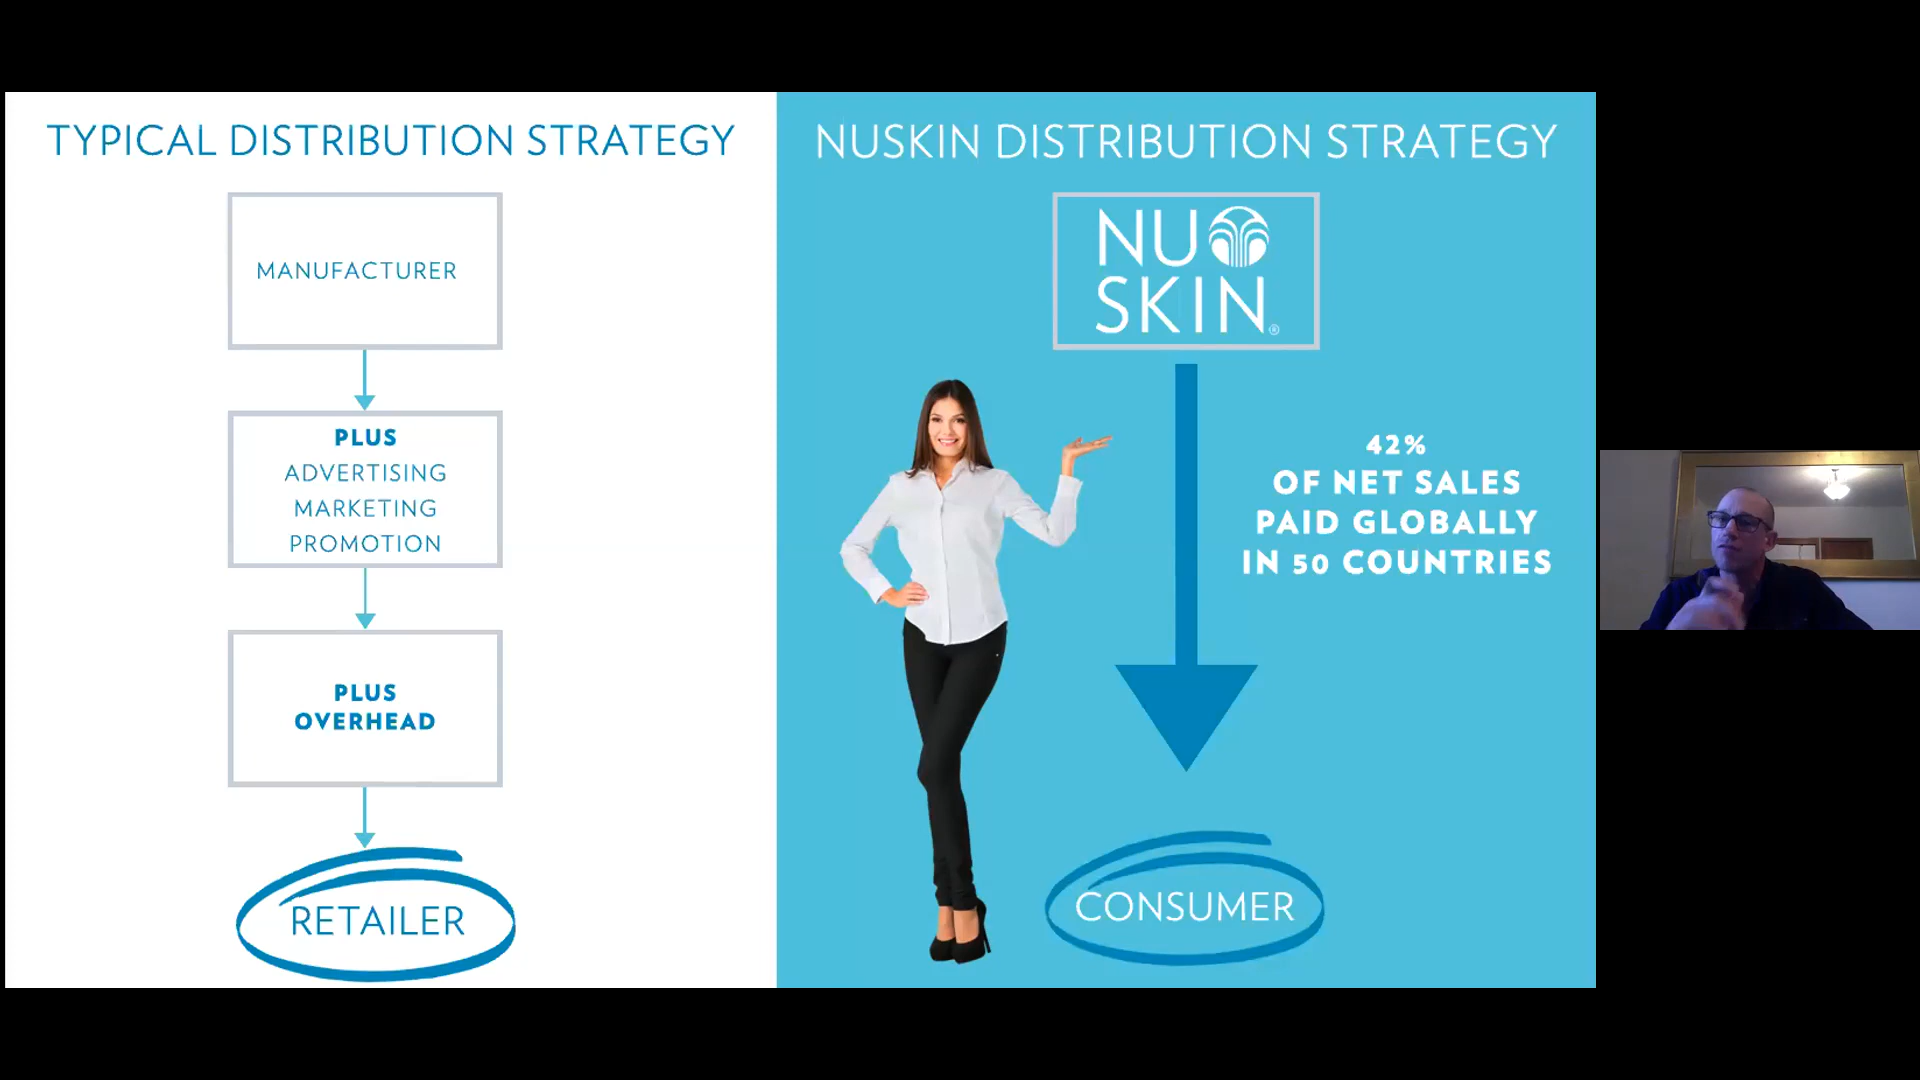 TYPICAL DISTRIBUTION STRATEGY
MANUFACTURER
PLUS
ADVERTISING
MARKETING
PROMOTION
PLUS
OVERHEAD
RETAILER
NUSKIN DISTRIBUTION STRATEGY
NU
SKIN®
42%
OF NET SALES
PAID GLOBALLY
IN 50 COUNTRIES
CONSUMER